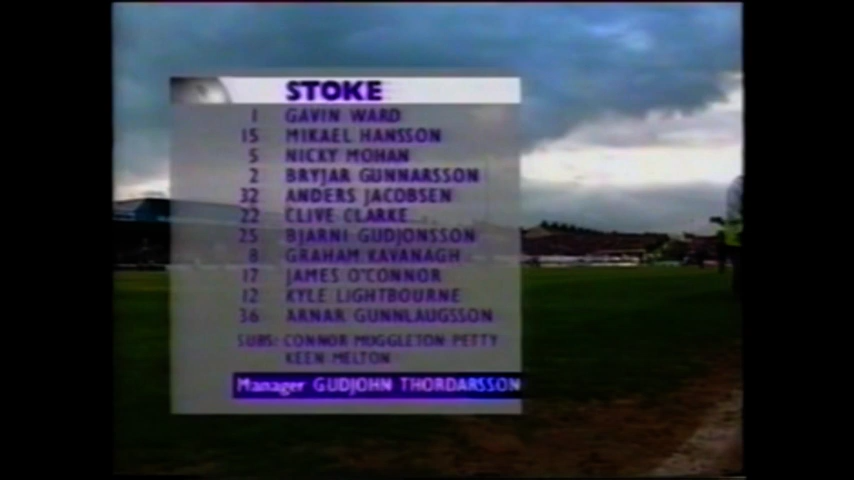 STOKE
1 GAVIN WARD
15 MIKAEL HANSSON
5 NICKY MOHAN
2 BRYJAR GUNNARSSON
32 ANDERS JACOBSEN
22 CLIVE CLARKE
25 BJARNI GUDJONSSON
8 GRAHAM KAVANAGH
17 JAMES O'CONNOR
12 KYLE LIGHTBOURNE
36 ARNAR GUNNLAUGSSON
SUBS: CONNOR MUGGLETON PETTY
KEEN MELTON
Manager GUDJOHN THORDARSSON